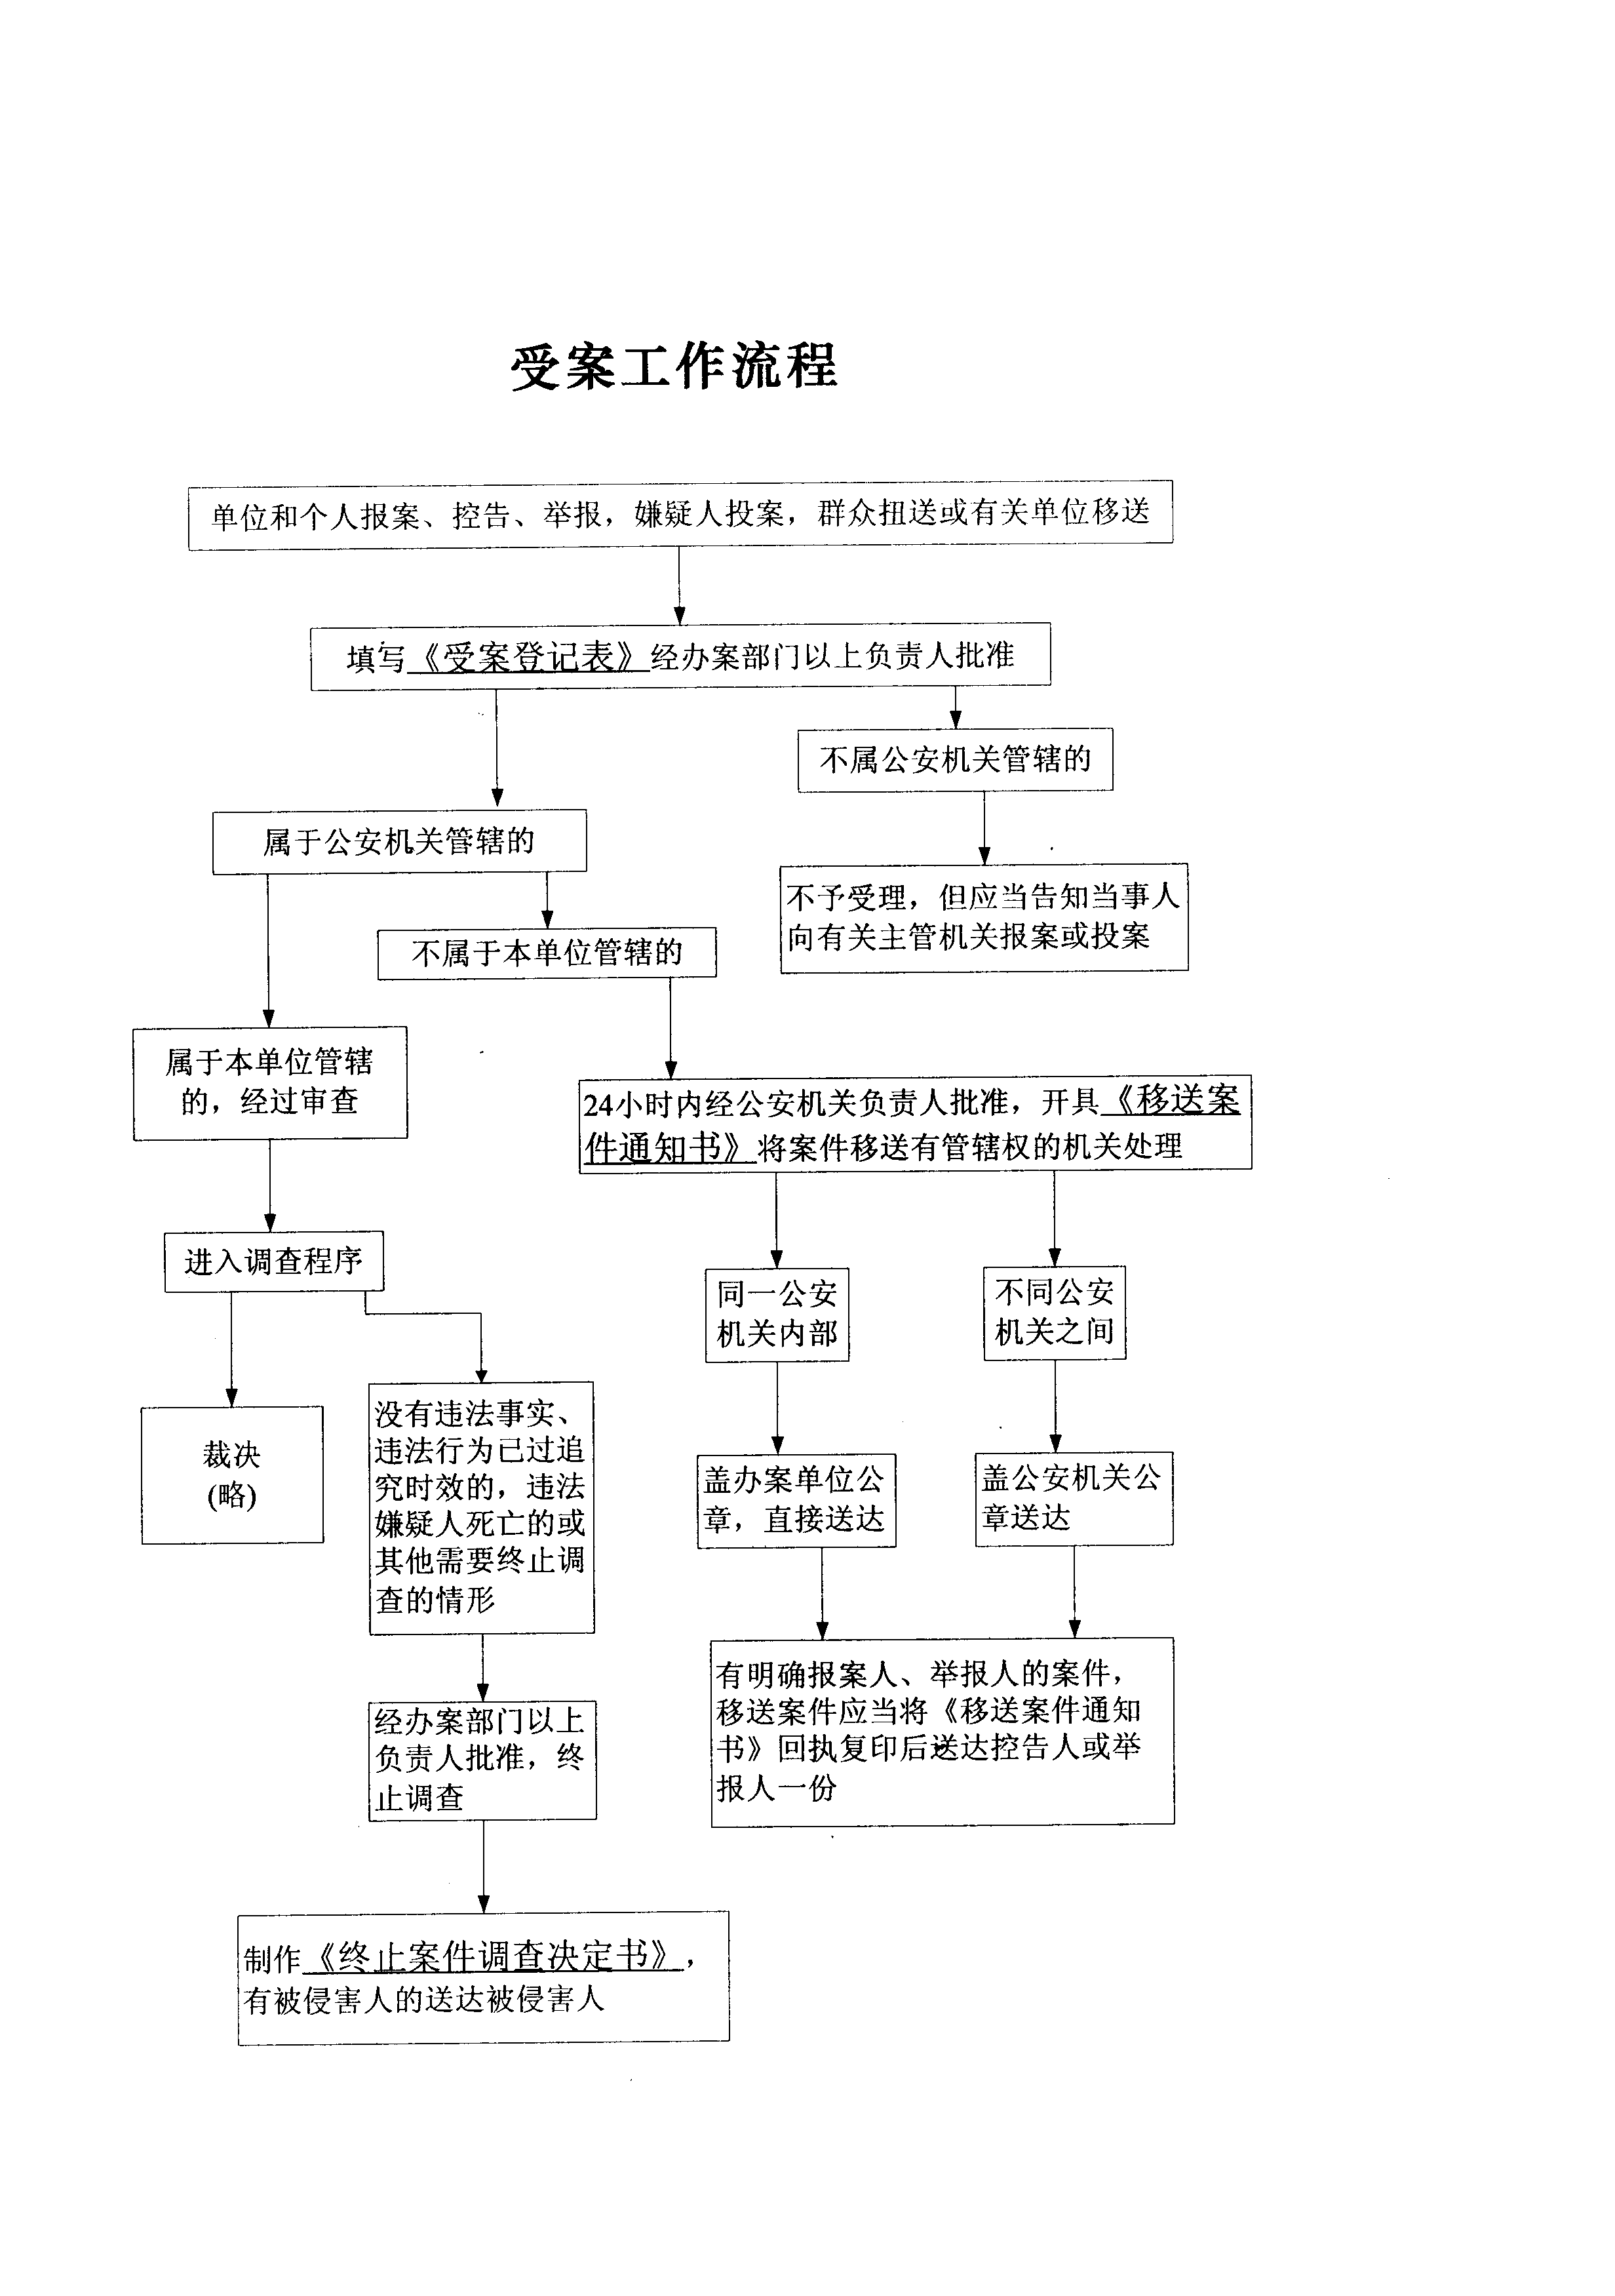 受案工作流程
单位和个人报案、控告、举报，嫌疑人投案，群众扭送或有关单位移送
填写《受案登记表》经办案部门以上负责人批准
不属公安机关管辖的
属于公安机关管辖的
不予受理，但应当告知当事人
向有关主管机关报案或投案
不属于本单位管辖的
属于本单位管辖
的，经过审查
24小时内经公安机关负责人批准，开具《移送案
件通知书》将案件移送有管辖权的机关处理
进入调查程序
同一公安
机关内部
不同公安
机关之间
裁决
(略)
没有违法事实、
违法行为已过追
究时效的，违法
嫌疑人死亡的或
其他需要终止调
查的情形
盖办案单位公
章，直接送达
盖公安机关公
章送达
有明确报案人、举报人的案件，
移送案件应当将《移送案件通知
书》回执复印后送达控告人或举
报人一份
经办案部门以上
负责人批准，终
止调查
制作《终止案件调查决定书》，
有被侵害人的送达被侵害人